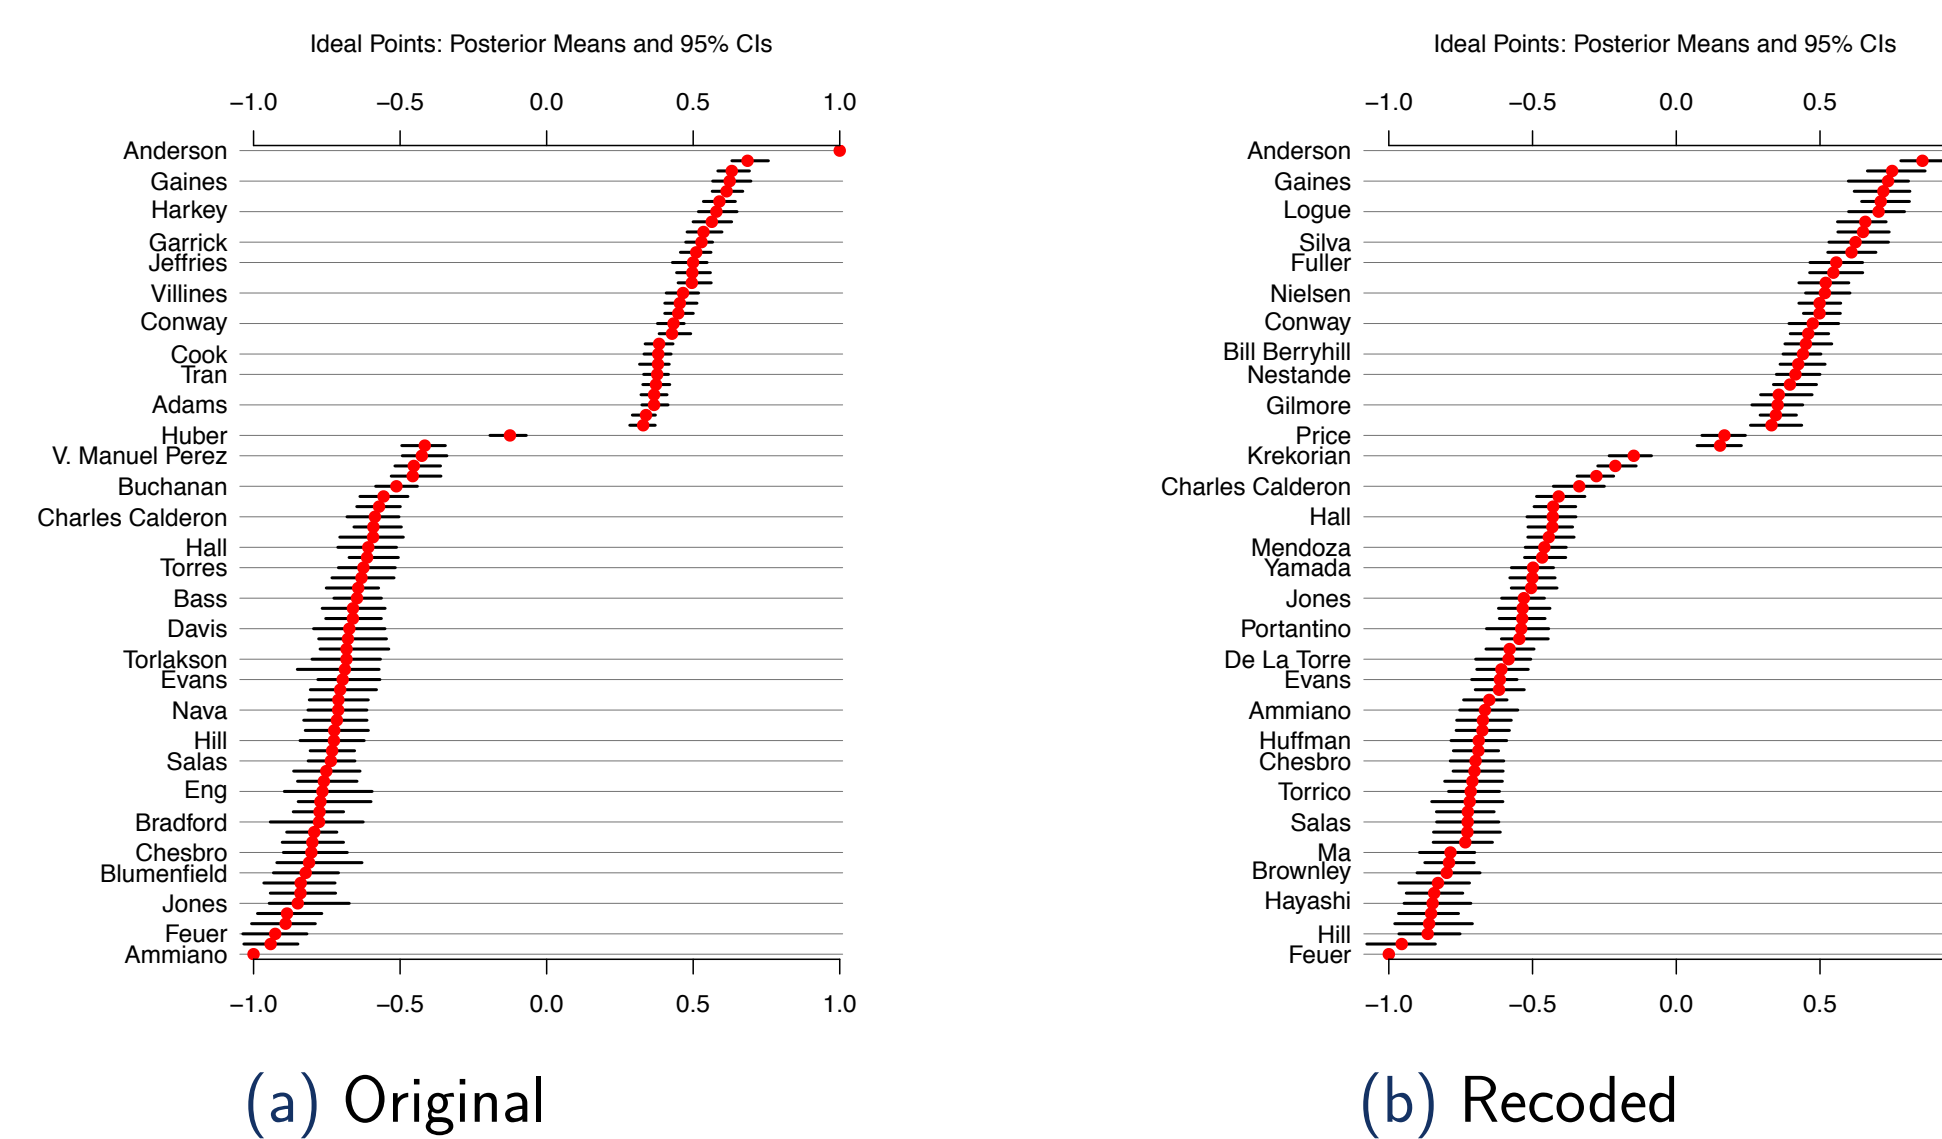 Ideal Points: Posterior Means and 95% CIs
−1.0 −0.5 0.0 0.5 1.0
Anderson
Gaines
Harkey
Garrick
Jeffries
Villines
Conway
Cook
Tran
Adams
Huber
V. Manuel Perez
Buchanan
Charles Calderon
Hall
Torres
Bass
Davis
Torlakson
Evans
Nava
Hill
Salas
Eng
Bradford
Chesbro
Blumenfield
Jones
Feuer
Ammiano
−1.0 −0.5 0.0 0.5 1.0
(a) Original
Ideal Points: Posterior Means and 95% CIs
−1.0 −0.5 0.0 0.5
Anderson
Gaines
Logue
Silva
Fuller
Nielsen
Conway
Bill Berryhill
Nestande
Gilmore
Price
Krekorian
Charles Calderon
Hall
Mendoza
Yamada
Jones
Portantino
De La Torre
Evans
Ammiano
Huffman
Chesbro
Torrico
Salas
Ma
Brownley
Hayashi
Hill
Feuer
−1.0 −0.5 0.0 0.5
(b) Recoded